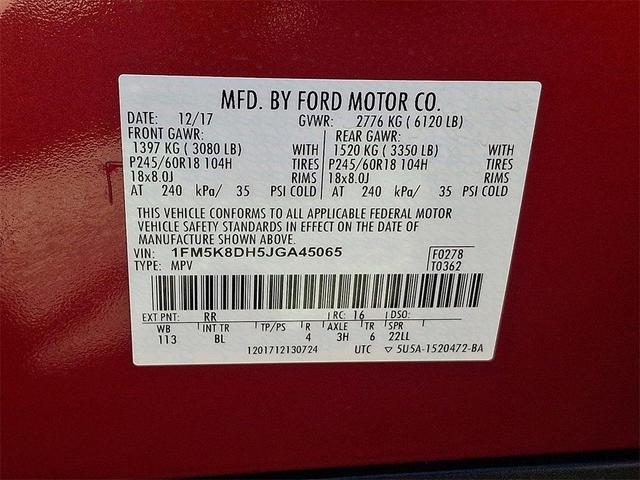 MFD. BY FORD MOTOR CO.
DATE: 12/17 GVWR: 2776 KG ( 6120 LB)
FRONT GAWR: REAR GAWR:
1397 KG ( 3080 LB) WITH 1520 KG ( 3350 LB) WITH
P245/60R18 104H TIRES P245/60R18 104H TIRES
18x8.0J RIMS 18x8.0J RIMS
AT 240 kPa/ 35 PSI COLD AT 240 kPa/ 35 PSI COLD
THIS VEHICLE CONFORMS TO ALL APPLICABLE FEDERAL MOTOR
VEHICLE SAFETY STANDARDS IN EFFECT ON THE DATE OF
MANUFACTURE SHOWN ABOVE.
VIN: 1FM5K8DH5JGA45065 F0278
TYPE: MPV T0362
EXT PNT: RR RC: 16 DSO:
WB INT TR TP/PS R AXLE TR SPR
113 BL 4 3H 6 22LL
1201712130724 UTC ▽ 5U5A-1520472-BA